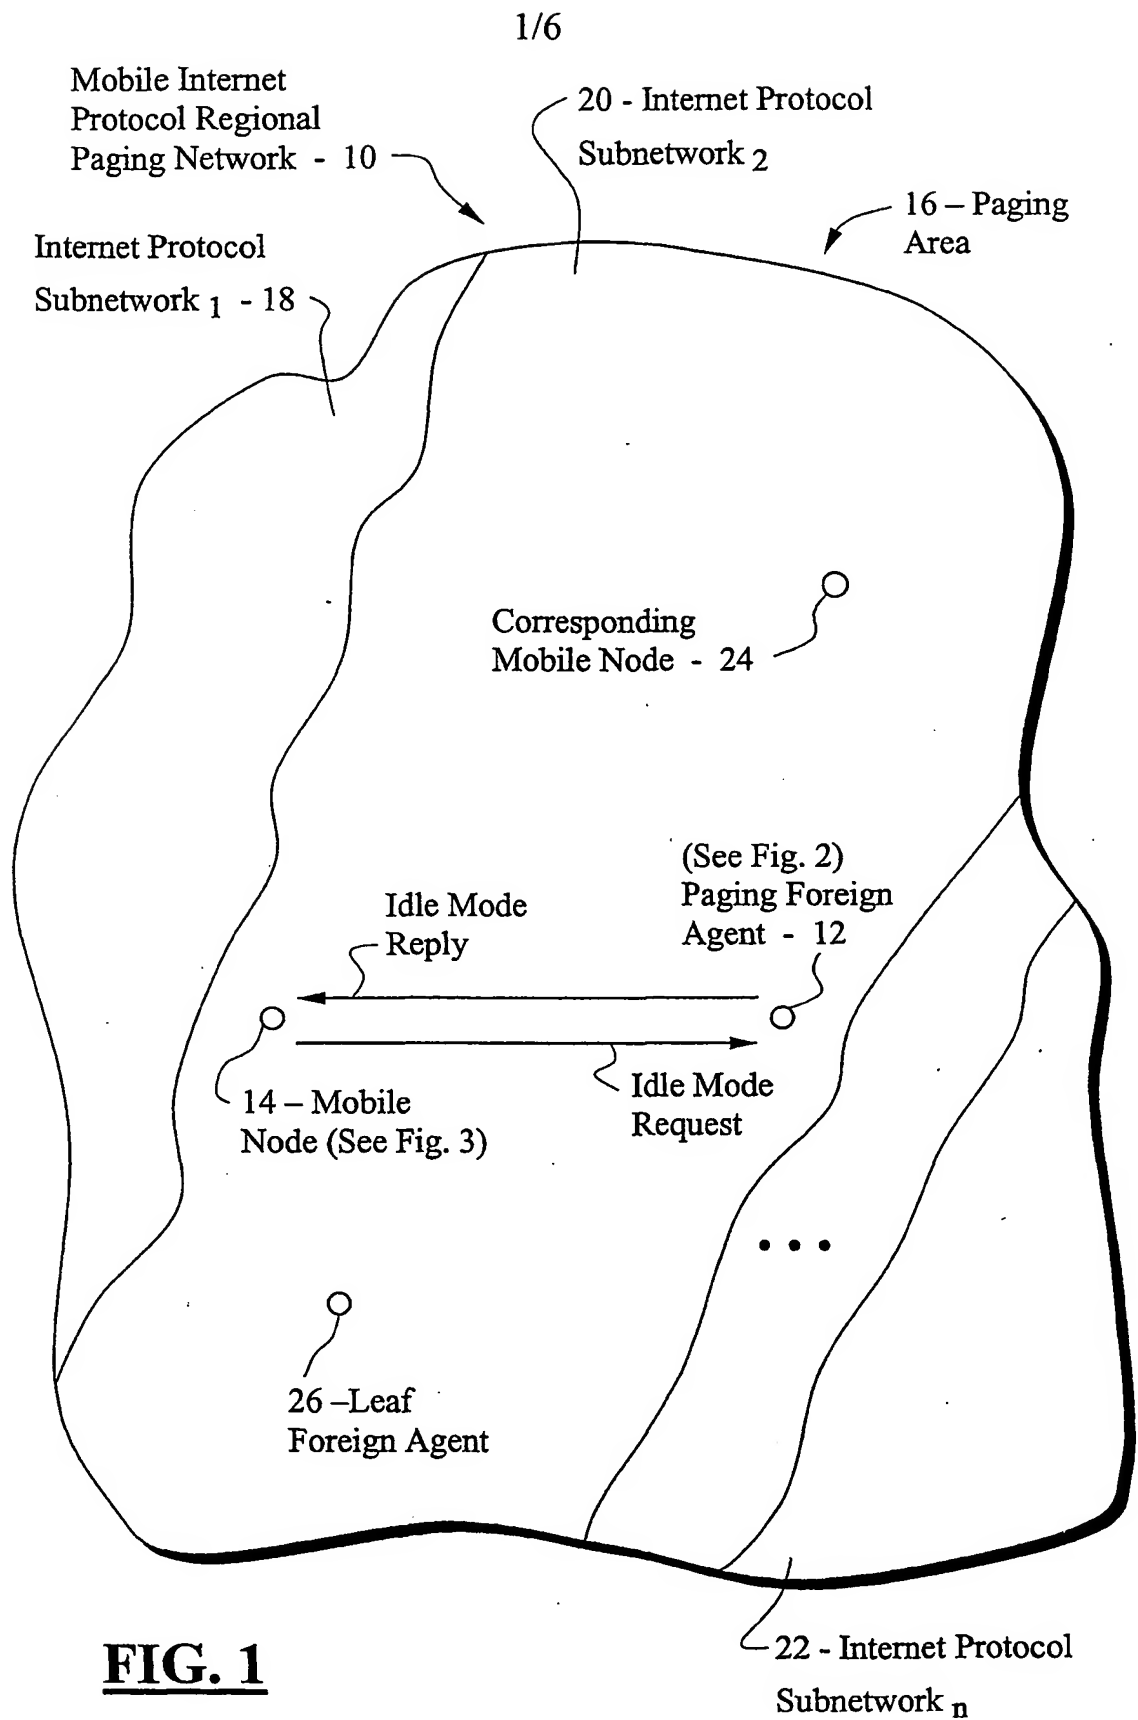 1/6
Mobile Internet
Protocol Regional
Paging Network - 10
20 - Internet Protocol
Subnetwork 2
16 – Paging
Area
Internet Protocol
Subnetwork 1 - 18
Corresponding
Mobile Node - 24
(See Fig. 2)
Paging Foreign
Agent - 12
Idle Mode
Reply
14 – Mobile
Node (See Fig. 3)
Idle Mode
Request
• • •
26 –Leaf
Foreign Agent
22 - Internet Protocol
Subnetwork n
FIG. 1